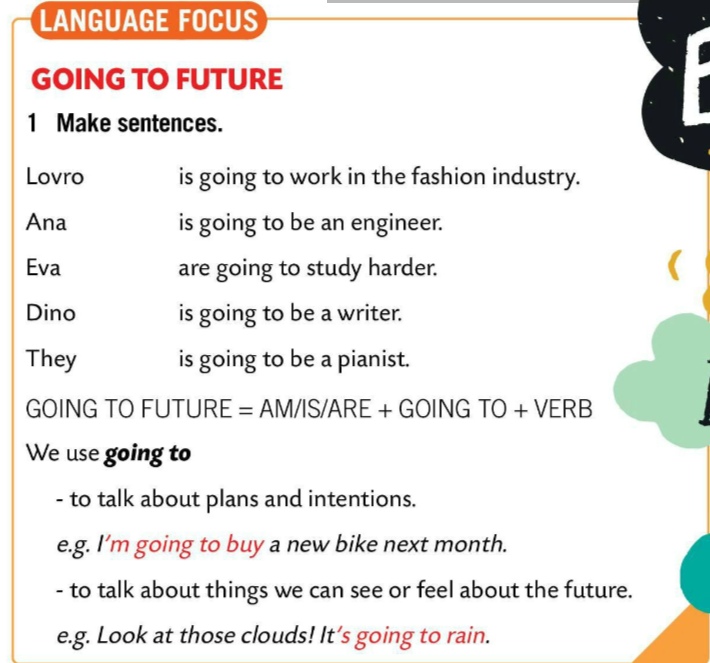 LANGUAGE FOCUS
GOING TO FUTURE
1 Make sentences.
Lovro is going to work in the fashion industry.
Ana is going to be an engineer.
Eva are going to study harder.
Dino is going to be a writer.
They is going to be a pianist.
GOING TO FUTURE = AM/IS/ARE + GOING TO + VERB
We use going to
- to talk about plans and intentions.
e.g. I'm going to buy a new bike next month.
- to talk about things we can see or feel about the future.
e.g. Look at those clouds! It's going to rain.